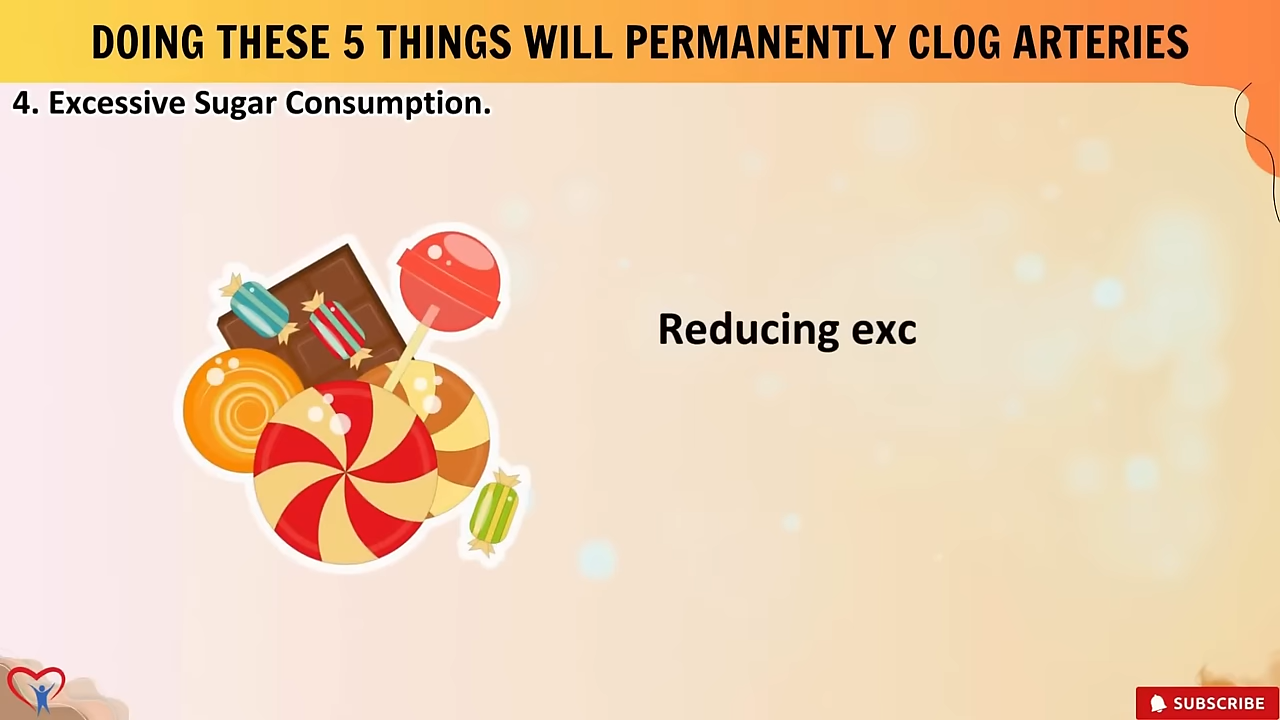 DOING THESE 5 THINGS WILL PERMANENTLY CLOG ARTERIES
4. Excessive Sugar Consumption.
Reducing exc
SUBSCRIBE